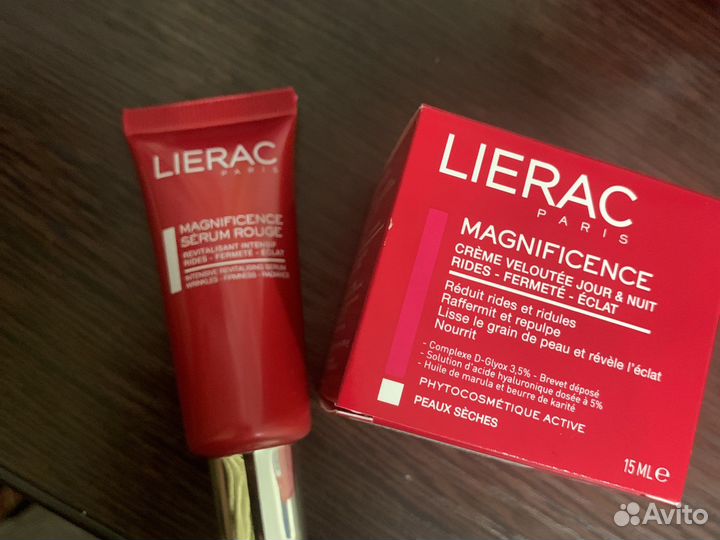 LIERAC
PARIS
MAGNIFICENCE
SÉRUM ROUGE
REVITALISANT INTENSIF
RIDES - FERMETÉ - ÉCLAT
INTENSIVE REVITALISING SERUM
WRINKLES - FIRMNESS - RADIANCE
LIERAC
PARIS
MAGNIFICENCE
CRÈME VELOUTÉE JOUR & NUIT
RIDES - FERMETÉ - ÉCLAT
Réduit rides et ridules
Raffermit et repulpe
Lisse le grain de peau et révèle l'éclat
Nourrit
- Complexe D-Glyox 3,5% - Brevet déposé
- Solution d'acide hyaluronique dosée à 5%
- Huile de marula et beurre de karité
PHYTOCOSMÉTIQUE ACTIVE
PEAUX SÈCHES
15 ML ℮
Avito